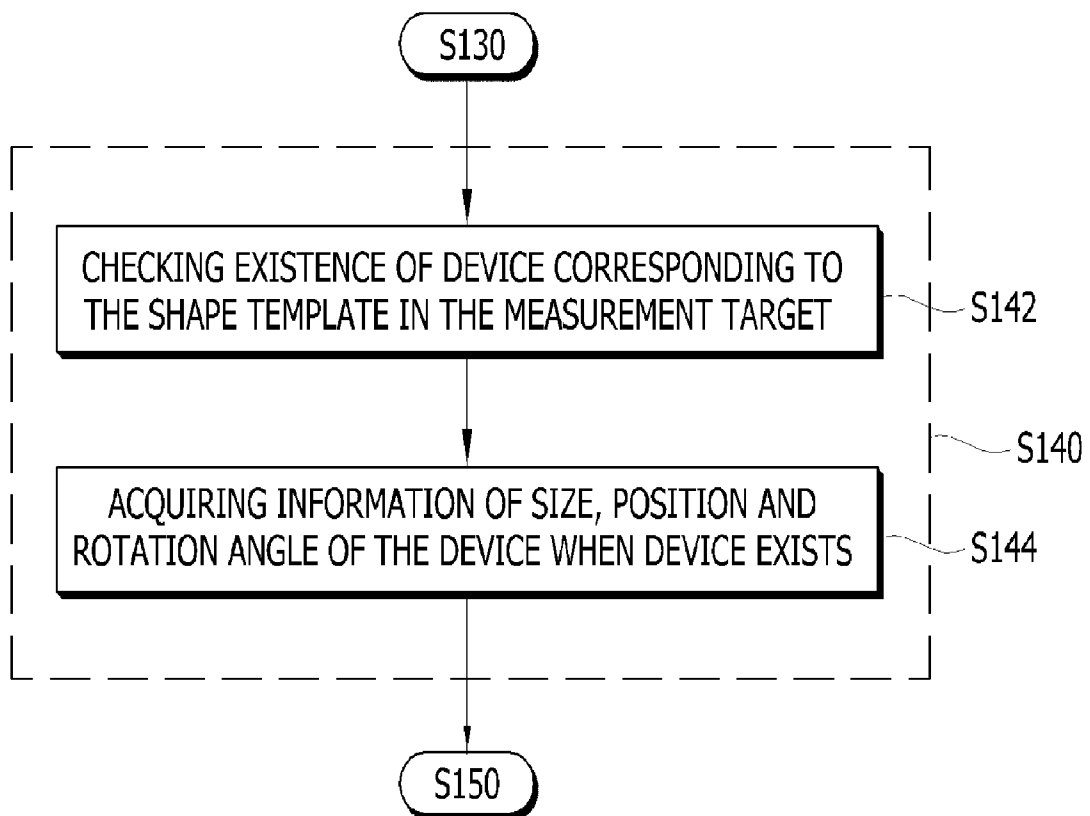 S130
CHECKING EXISTENCE OF DEVICE CORRESPONDING TO
THE SHAPE TEMPLATE IN THE MEASUREMENT TARGET
S142
S140
ACQUIRING INFORMATION OF SIZE, POSITION AND
ROTATION ANGLE OF THE DEVICE WHEN DEVICE EXISTS
S144
S150